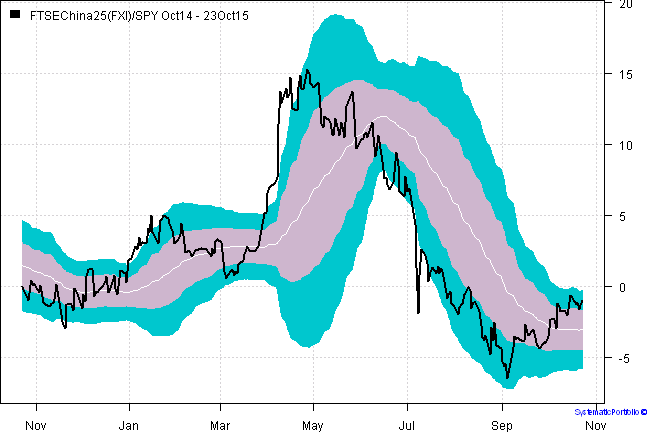 FTSEChina25(FXI)/SPY Oct14 - 23Oct15
20
15
10
5
0
-5
Nov Jan Mar May Jul Sep Nov
SystematicPortfolio ©